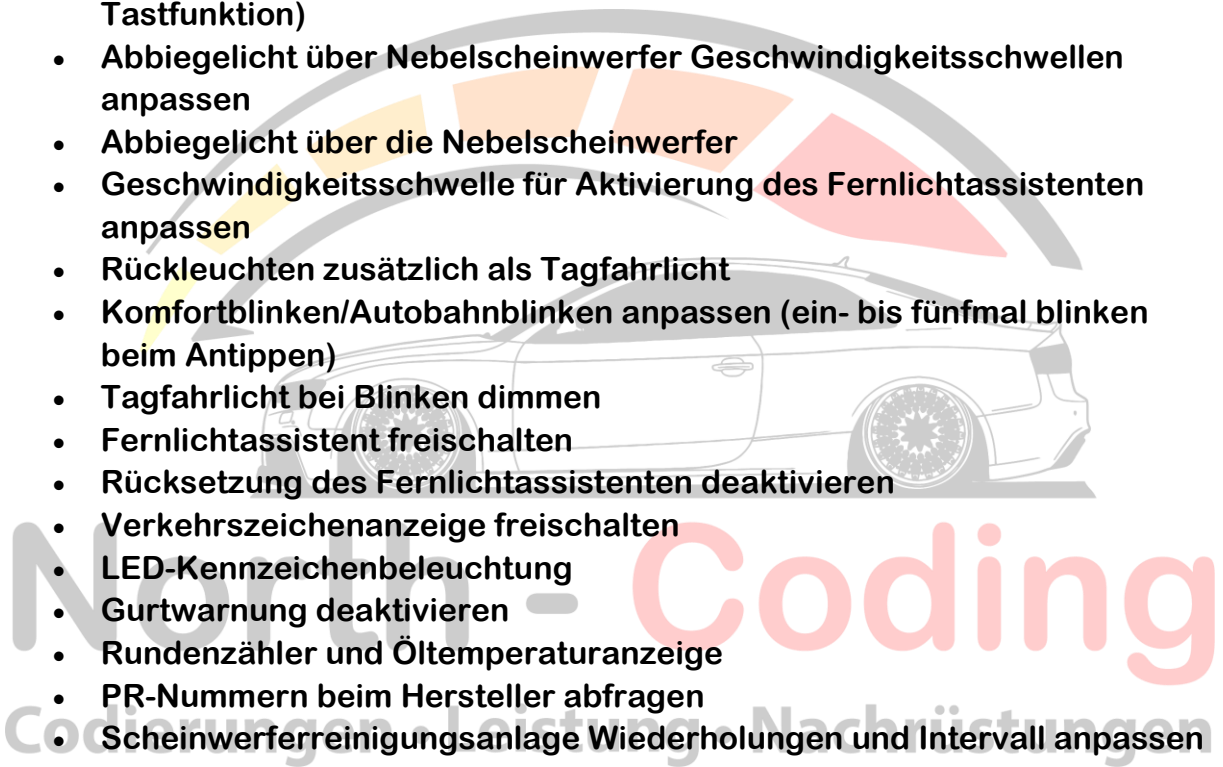 Tastfunktion)
• Abbiegelicht über Nebelscheinwerfer Geschwindigkeitsschwellen
anpassen
• Abbiegelicht über die Nebelscheinwerfer
• Geschwindigkeitsschwelle für Aktivierung des Fernlichtassistenten
anpassen
• Rückleuchten zusätzlich als Tagfahrlicht
• Komfortblinken/Autobahnblinken anpassen (ein- bis fünfmal blinken
beim Antippen)
• Tagfahrlicht bei Blinken dimmen
• Fernlichtassistent freischalten
• Rücksetzung des Fernlichtassistenten deaktivieren
• Verkehrszeichenanzeige freischalten
• LED-Kennzeichenbeleuchtung
• Gurtwarnung deaktivieren
• Rundenzähler und Öltemperaturanzeige
• PR-Nummern beim Hersteller abfragen
• Scheinwerferreinigungsanlage Wiederholungen und Intervall anpassen
North - Coding
Codierungen - Leistung - Nachrüstungen